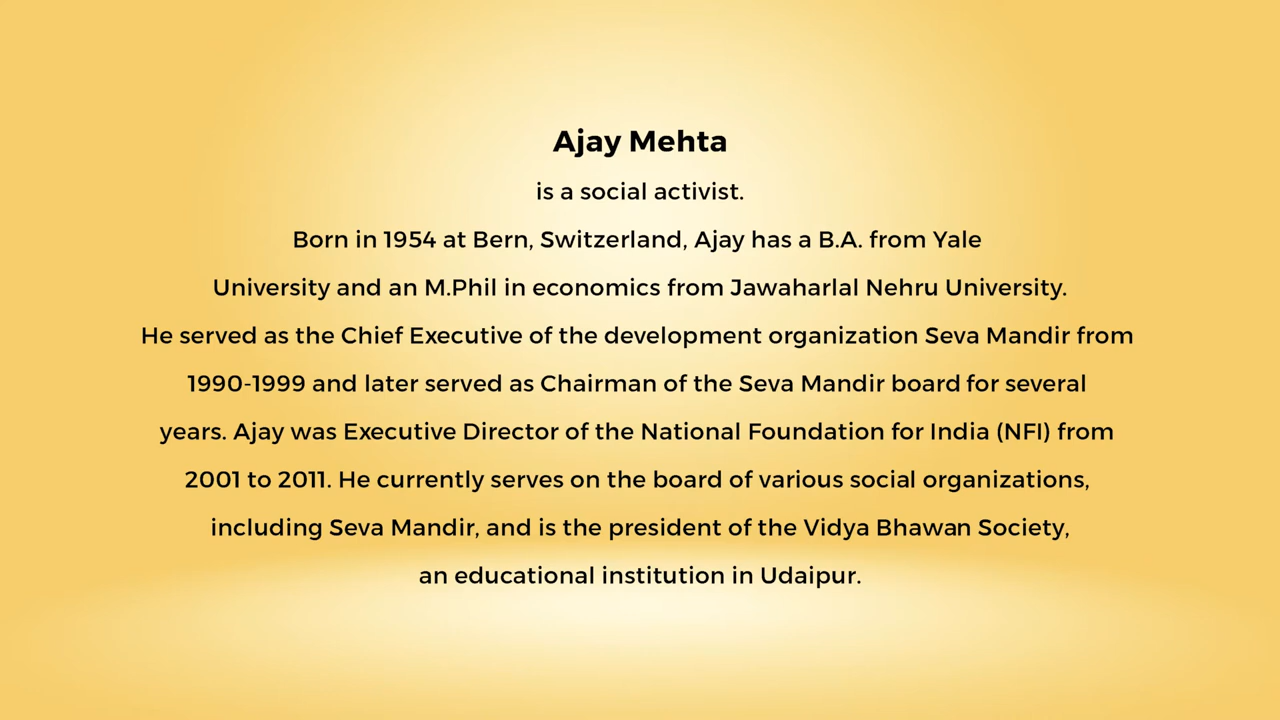 Ajay Mehta
is a social activist.
Born in 1954 at Bern, Switzerland, Ajay has a B.A. from Yale
University and an M.Phil in economics from Jawaharlal Nehru University.
He served as the Chief Executive of the development organization Seva Mandir from
1990-1999 and later served as Chairman of the Seva Mandir board for several
years. Ajay was Executive Director of the National Foundation for India (NFI) from
2001 to 2011. He currently serves on the board of various social organizations,
including Seva Mandir, and is the president of the Vidya Bhawan Society,
an educational institution in Udaipur.